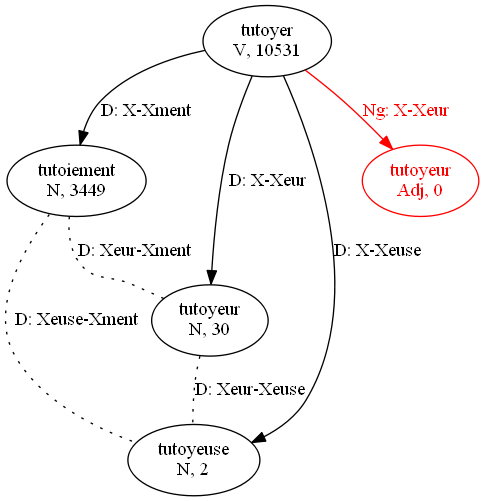 tutoyer
V, 10531
D: X-Xment
Ng: X-Xeur
tutoiement
N, 3449
D: X-Xeur
tutoyeur
Adj, 0
D: Xeur-Xment
D: X-Xeuse
tutoyeur
N, 30
D: Xeuse-Xment
D: Xeur-Xeuse
tutoyeuse
N, 2